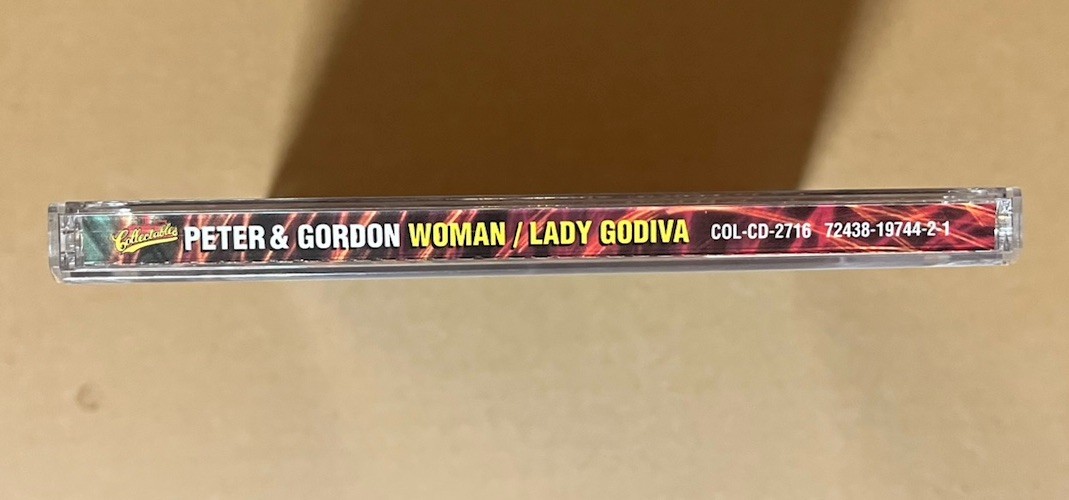 Collectables PETER & GORDON WOMAN / LADY GODIVA COL-CD-2716 72438-19744-2-1